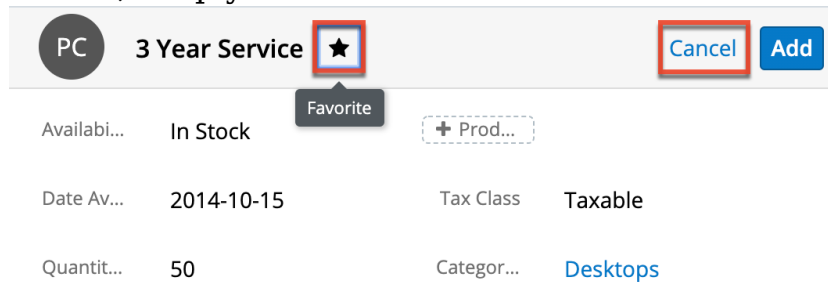 PC 3 Year Service ★ Cancel Add
Favorite
Availabi... In Stock + Prod...
Date Av... 2014-10-15 Tax Class Taxable
Quantit... 50 Categor... Desktops